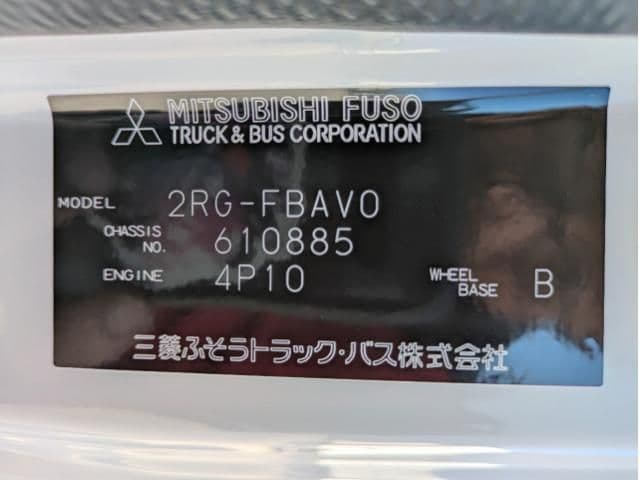 MITSUBISHI FUSO
TRUCK & BUS CORPORATION
MODEL 2RG-FBAV0
CHASSIS NO. 610885
ENGINE 4P10 WHEEL BASE B
三菱ふそうトラック・バス株式会社